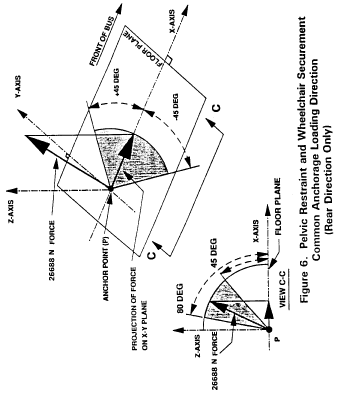 FRONT OF BUS
X-AXIS
FLOOR PLANE
Y-AXIS
+45 DEG
-45 DEG
Z-AXIS
C
C
26688 N FORCE
ANCHOR POINT (P)
PROJECTION OF FORCE
ON X-Y PLANE
80 DEG
45 DEG
Z-AXIS
X-AXIS
26688 N FORCE
FLOOR PLANE
P
VIEW C-C
Figure 6. Pelvic Restraint and Wheelchair Securement
Common Anchorage Loading Direction
(Rear Direction Only)